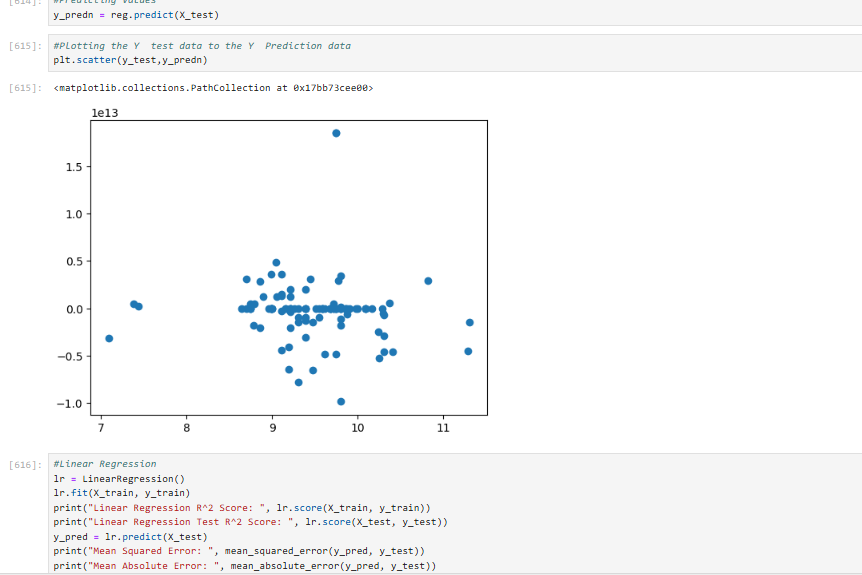 [614]: #Predicting Values
y_predn = reg.predict(X_test)
[615]: #PLotting the Y test data to the Y Prediction data
plt.scatter(y_test,y_predn)
[615]: <matplotlib.collections.PathCollection at 0x17bb73cee00>
1e13
1.5
1.0
0.5
0.0
−0.5
−1.0
7 8 9 10 11
[616]: #Linear Regression
lr = LinearRegression()
lr.fit(X_train, y_train)
print("Linear Regression R^2 Score: ", lr.score(X_train, y_train))
print("Linear Regression Test R^2 Score: ", lr.score(X_test, y_test))
y_pred = lr.predict(X_test)
print("Mean Squared Error: ", mean_squared_error(y_pred, y_test))
print("Mean Absolute Error: ", mean_absolute_error(y_pred, y_test))